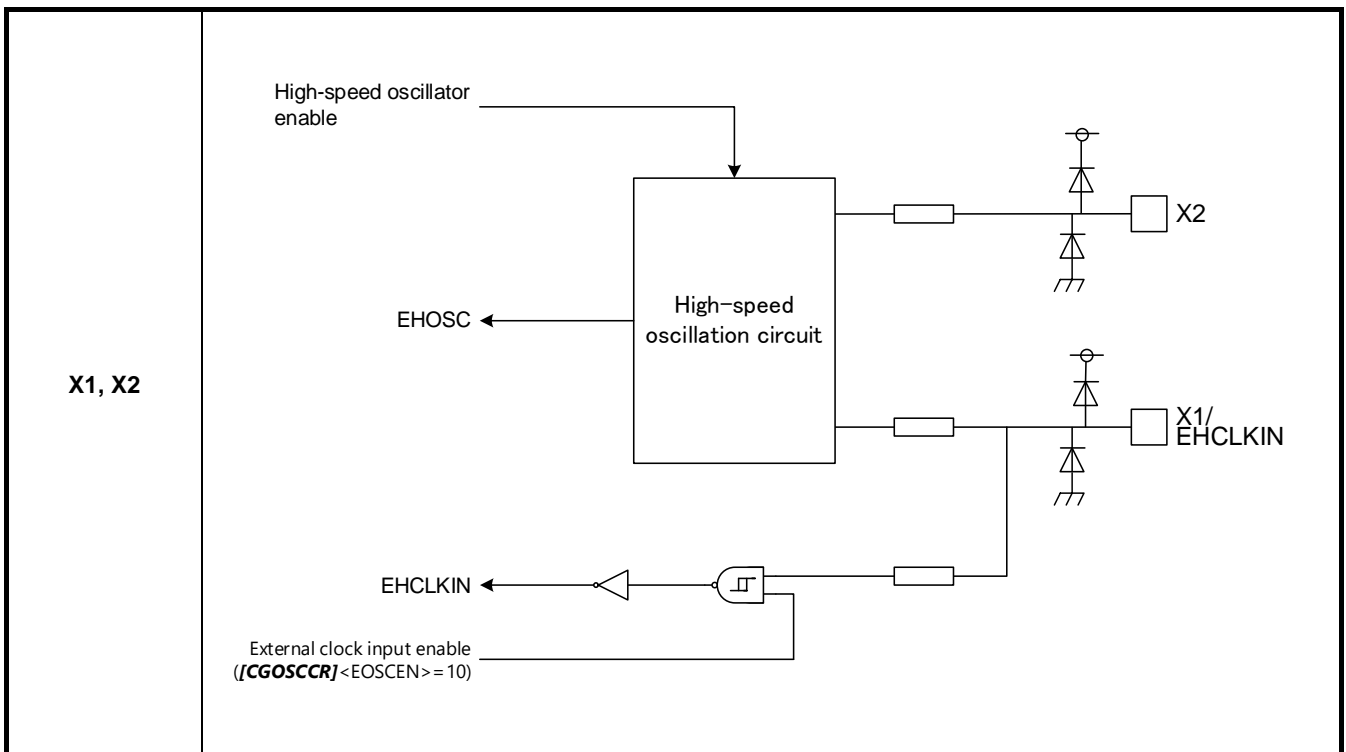 X1, X2
High-speed oscillator
enable
X2
High-speed
oscillation circuit
EHOSC
X1/
EHCLKIN
EHCLKIN
External clock input enable
([CGOSCCR]<EOSCEN>=10)